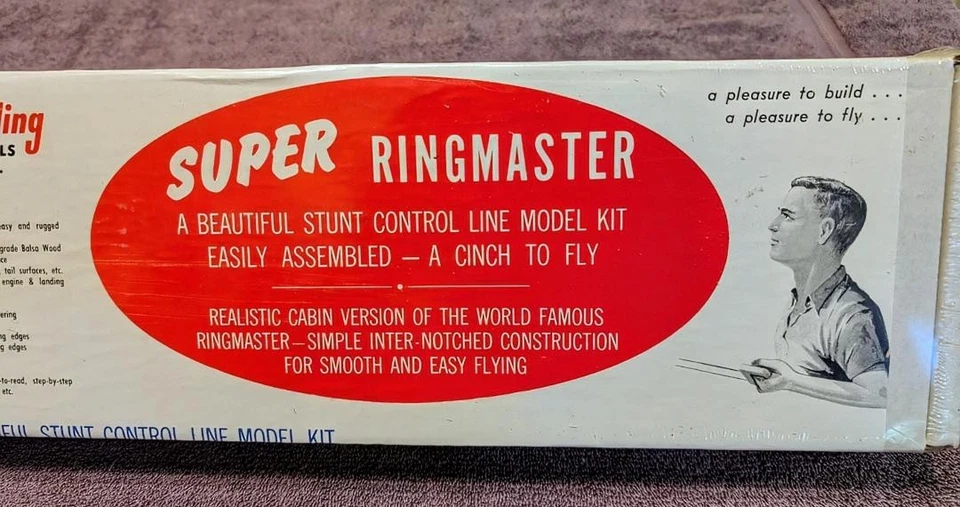 ling
LS
easy and rugged
grade Balsa Wood
ce
, tail surfaces, etc.
engine & landing
ering
ng edges
g edges
-to-read, step-by-step
etc.
SUPER RINGMASTER
A BEAUTIFUL STUNT CONTROL LINE MODEL KIT
EASILY ASSEMBLED — A CINCH TO FLY
REALISTIC CABIN VERSION OF THE WORLD FAMOUS
RINGMASTER—SIMPLE INTER-NOTCHED CONSTRUCTION
FOR SMOOTH AND EASY FLYING
a pleasure to build . . .
a pleasure to fly . . .
FUL STUNT CONTROL LINE MODEL KIT